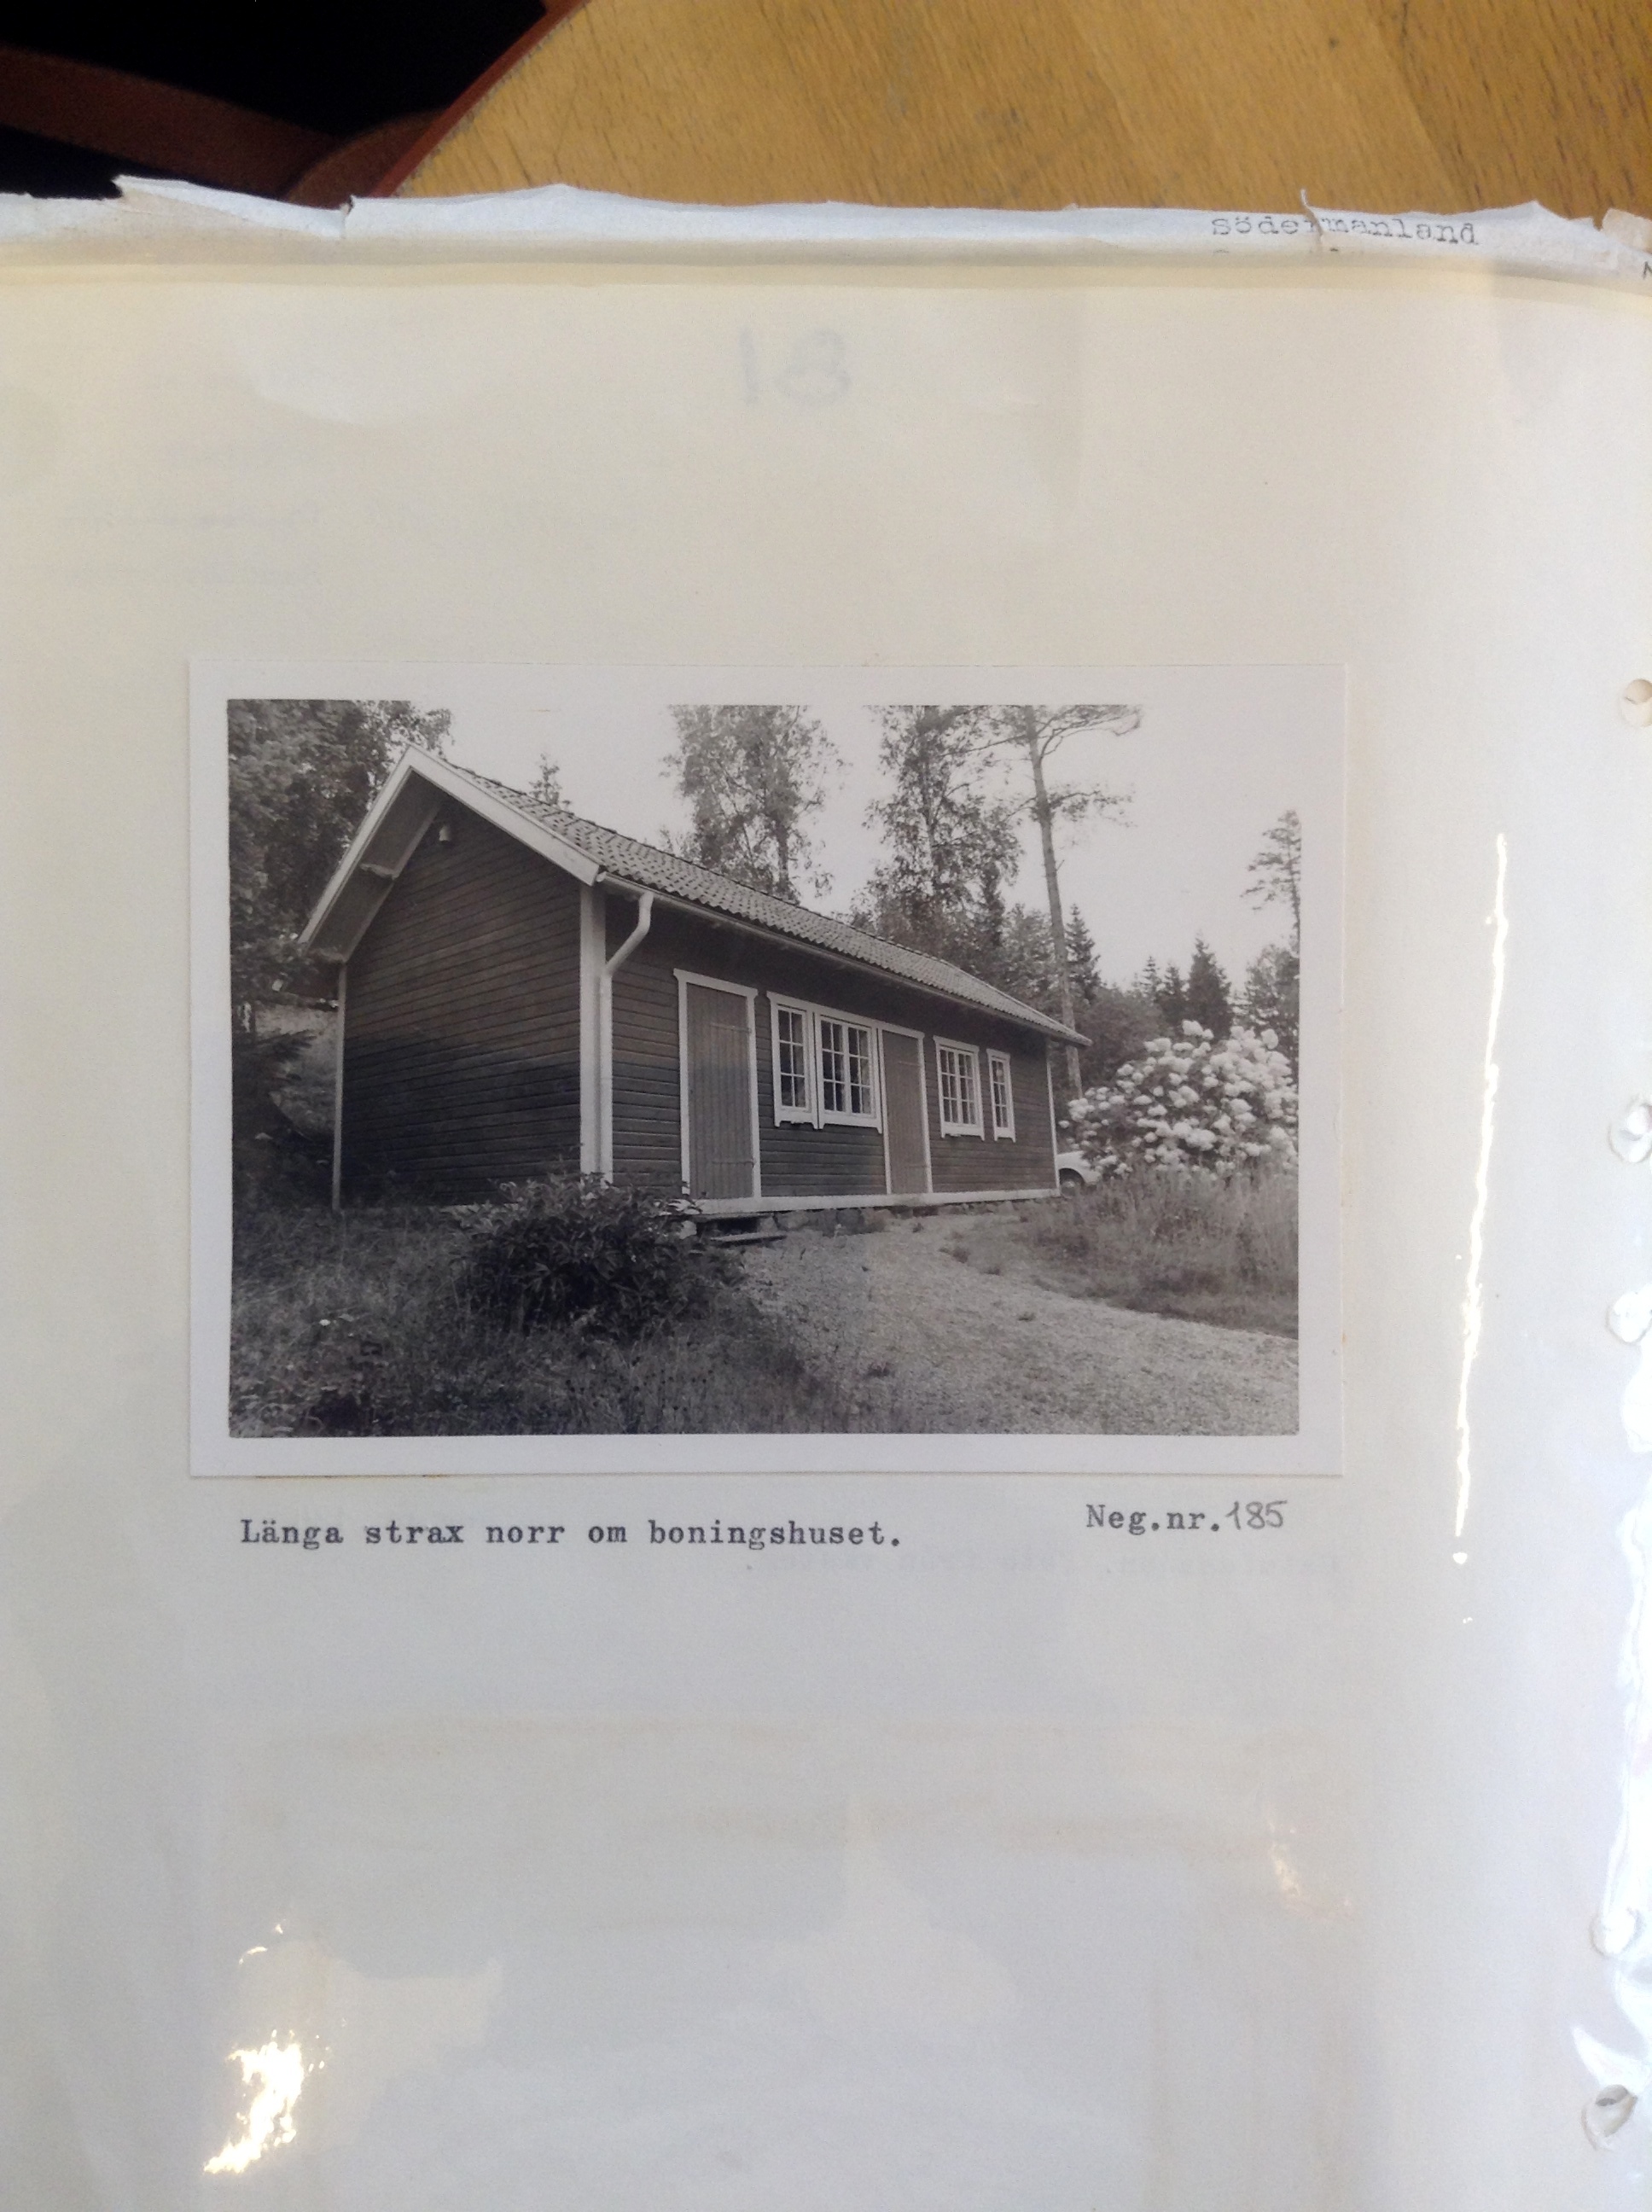 Södermanland
18
Länga strax norr om boningshuset.
Neg.nr.185